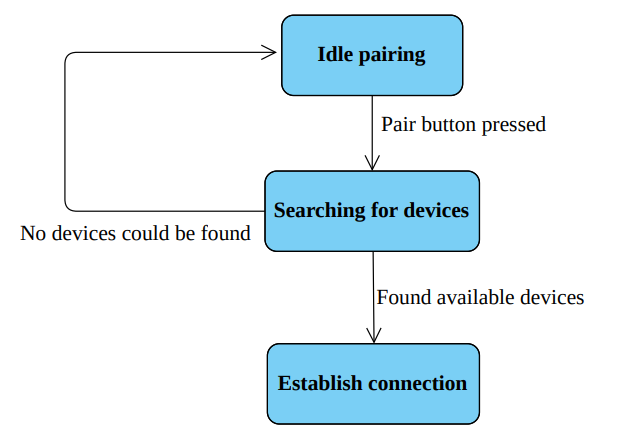 Idle pairing
Pair button pressed
Searching for devices
No devices could be found
Found available devices
Establish connection